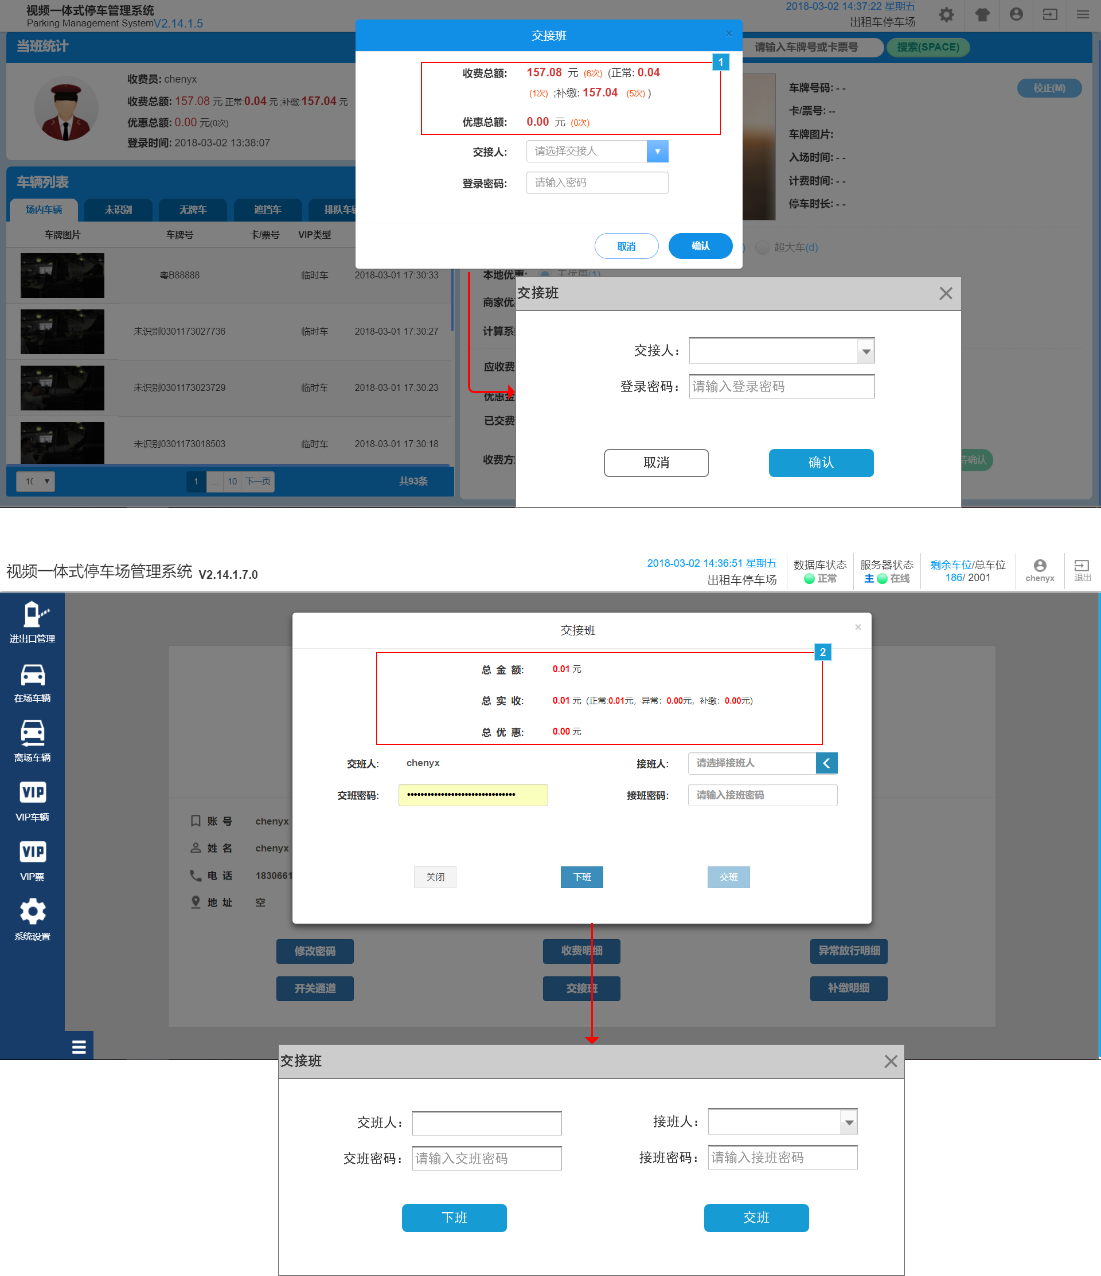 视频一体式停车管理系统
Parking Management SystemV2.14.1.5
2018-03-02 14:37:22 星期五
出租车停车场
当班统计
收费员: chenyx
收费总额: 157.08 元 正常 0.04 元 ,补缴 157.04 元
优惠总额: 0.00 元(0次)
登录时间: 2018-03-02 13:38:07
交接班
×
1
收费总额: 157.08 元 (6次) (正常: 0.04
(1次) ;补缴: 157.04 (5次) )
优惠总额: 0.00 元 (0次)
交接人: 请选择交接人
登录密码: 请输入密码
取消
确认
请输入车牌号或卡票号
搜索(SPACE)
车牌号码: - -
校正(M)
卡/票号: --
车牌图片:
入场时间: - -
计费时间: - -
停车时长: - -
超大车(d)
车辆列表
场内车辆
未识别
无牌车
遮挡车
排队车辆
车牌图片
车牌号
卡/票号
VIP类型
粤B88888
临时车
2018-03-01 17:30:33
未识别0301173027736
临时车
2018-03-01 17:30:27
未识别0301173023729
临时车
2018-03-01 17:30:23
未识别0301173018503
临时车
2018-03-01 17:30:18
1
...
10
下一页
共93条
本地优惠:
商家优
计算系
应收费
已交费
收费方
交接班
交接人:
登录密码: 请输入登录密码
取消
确认
视频一体式停车场管理系统 V2.14.1.7.0
2018-03-02 14:36:51 星期五
出租车停车场
数据库状态
正常
服务器状态
主 在线
剩余车位/总车位
186/ 2001
chenyx
退出
进出口管理
在场车辆
离场车辆
VIP
VIP车辆
VIP
VIP票
系统设置
交接班
×
2
总 金 额: 0.01 元
总 实 收: 0.01 元 (正常:0.01元, 异常: 0.00元, 补缴: 0.00元)
总 优 惠: 0.00 元
交班人: chenyx
接班人: 请选择接班人
交班密码:
接班密码: 请输入接班密码
关闭
下班
交班
账 号 chenyx
姓 名 chenyx
电 话 1830661
地 址 空
修改密码
收费明细
异常放行明细
开关通道
交接班
补缴明细
交接班
交班人:
接班人:
交班密码: 请输入交班密码
接班密码: 请输入接班密码
下班
交班